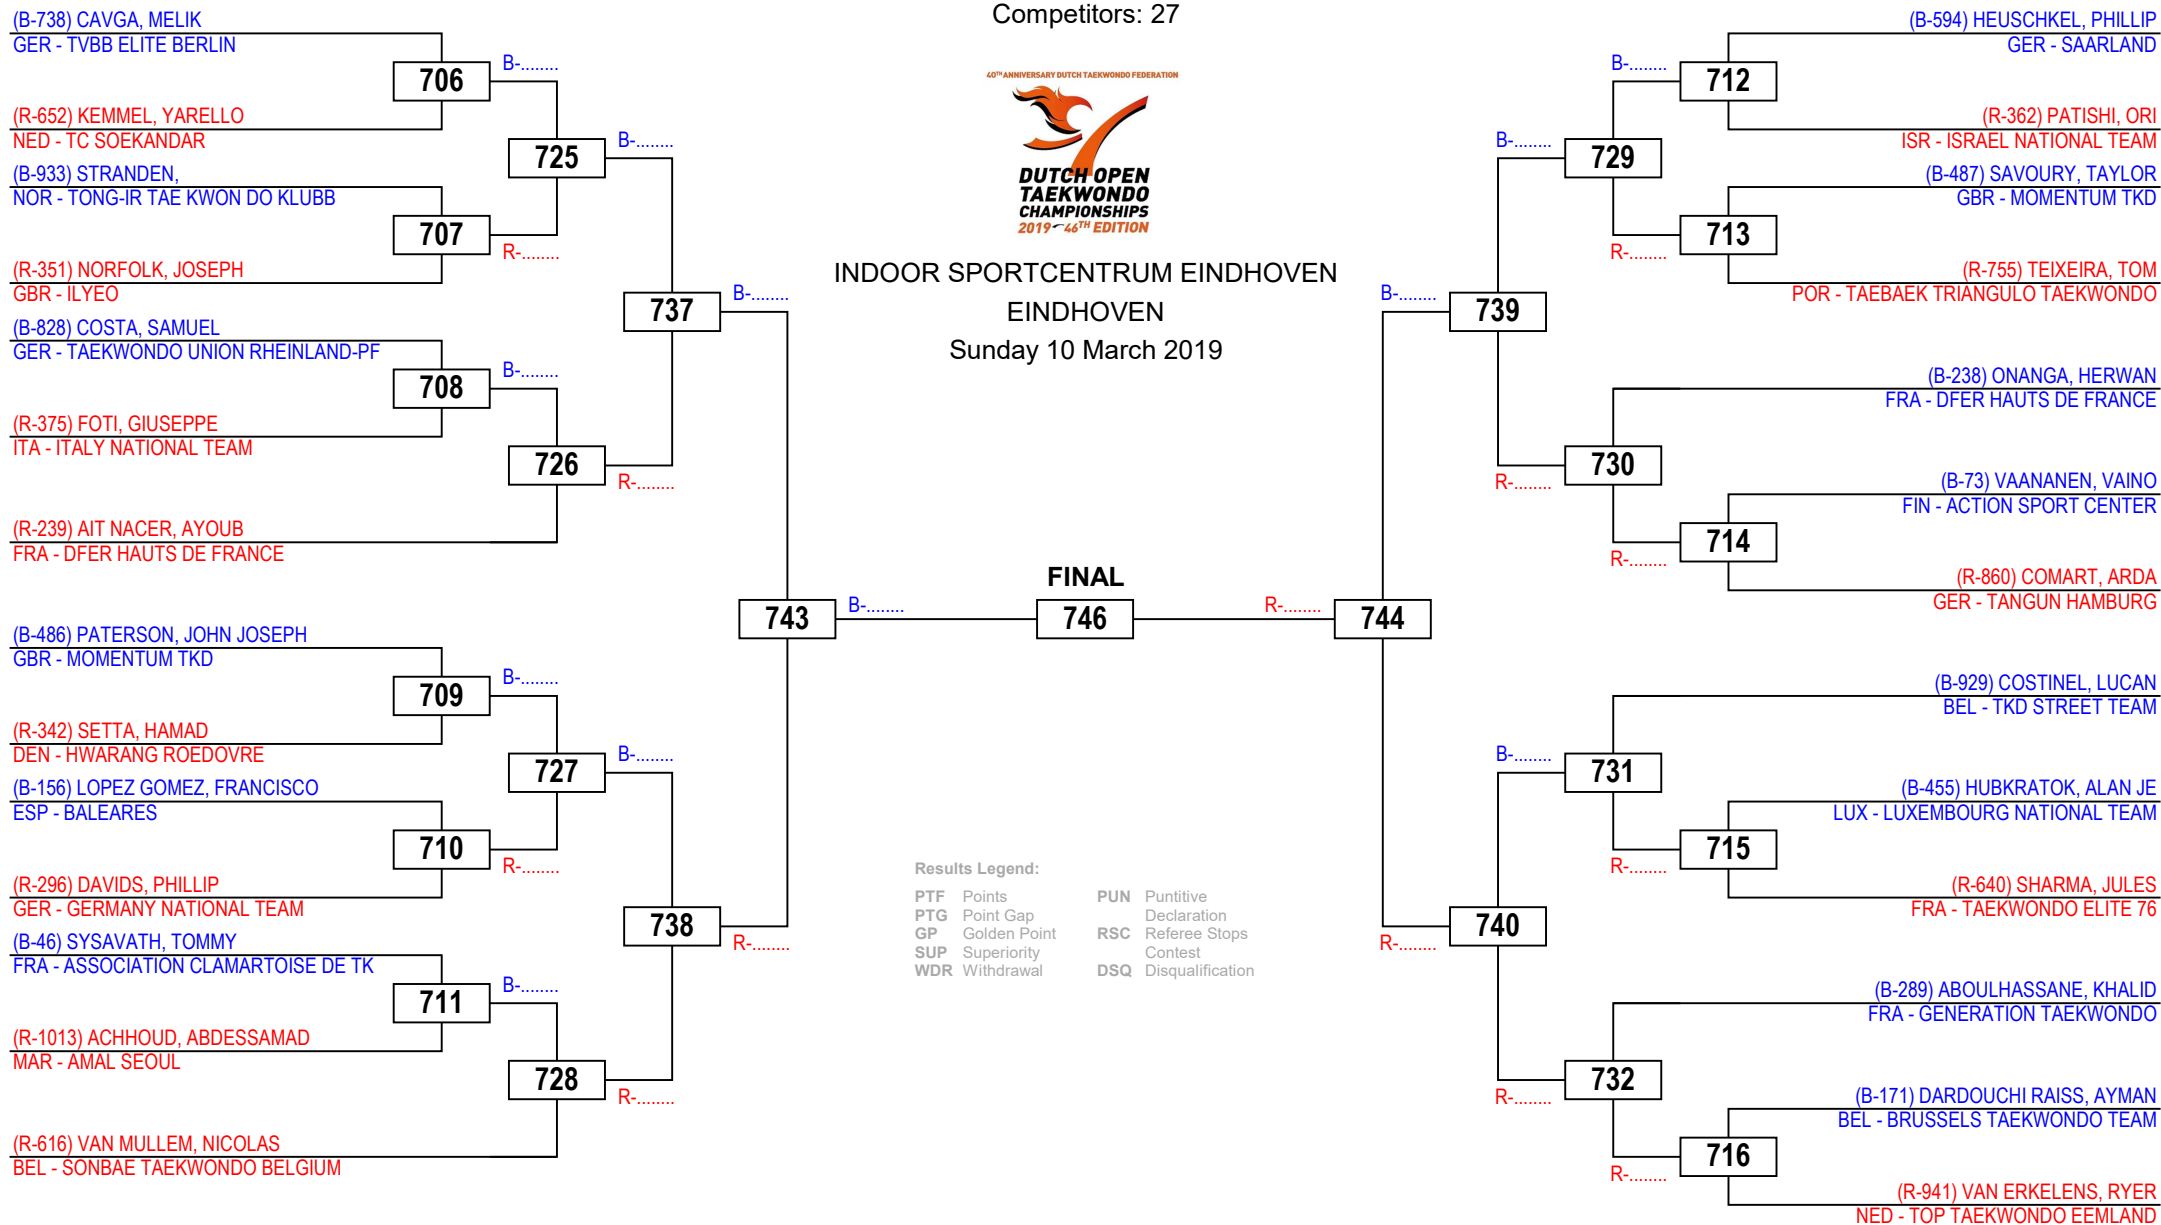 Competitors: 27
40TH ANNIVERSARY DUTCH TAEKWONDO FEDERATION
DUTCH OPEN
TAEKWONDO
CHAMPIONSHIPS
2019 46TH EDITION
INDOOR SPORTCENTRUM EINDHOVEN
EINDHOVEN
Sunday 10 March 2019
(B-738) CAVGA, MELIK
GER - TVBB ELITE BERLIN
706
B-........
(R-652) KEMMEL, YARELLO
NED - TC SOEKANDAR
725
B-........
(B-933) STRANDEN,
NOR - TONG-IR TAE KWON DO KLUBB
707
R-........
(R-351) NORFOLK, JOSEPH
GBR - ILYEO
737
B-........
(B-828) COSTA, SAMUEL
GER - TAEKWONDO UNION RHEINLAND-PF
708
B-........
(R-375) FOTI, GIUSEPPE
ITA - ITALY NATIONAL TEAM
726
R-........
(R-239) AIT NACER, AYOUB
FRA - DFER HAUTS DE FRANCE
743
B-........
(B-486) PATERSON, JOHN JOSEPH
GBR - MOMENTUM TKD
709
B-........
(R-342) SETTA, HAMAD
DEN - HWARANG ROEDOVRE
727
B-........
(B-156) LOPEZ GOMEZ, FRANCISCO
ESP - BALEARES
710
R-........
(R-296) DAVIDS, PHILLIP
GER - GERMANY NATIONAL TEAM
738
R-........
(B-46) SYSAVATH, TOMMY
FRA - ASSOCIATION CLAMARTOISE DE TK
711
B-........
(R-1013) ACHHOUD, ABDESSAMAD
MAR - AMAL SEOUL
728
R-........
(R-616) VAN MULLEM, NICOLAS
BEL - SONBAE TAEKWONDO BELGIUM
FINAL
746
Results Legend:
PTF Points
PTG Point Gap
GP Golden Point
SUP Superiority
WDR Withdrawal
PUN Puntitive
Declaration
RSC Referee Stops
Contest
DSQ Disqualification
(B-594) HEUSCHKEL, PHILLIP
GER - SAARLAND
B-........
712
(R-362) PATISHI, ORI
ISR - ISRAEL NATIONAL TEAM
B-........
729
(B-487) SAVOURY, TAYLOR
GBR - MOMENTUM TKD
713
R-........
(R-755) TEIXEIRA, TOM
POR - TAEBAEK TRIANGULO TAEKWONDO
B-........
739
(B-238) ONANGA, HERWAN
FRA - DFER HAUTS DE FRANCE
730
R-........
(B-73) VAANANEN, VAINO
FIN - ACTION SPORT CENTER
714
R-........
(R-860) COMART, ARDA
GER - TANGUN HAMBURG
R-........
744
(B-929) COSTINEL, LUCAN
BEL - TKD STREET TEAM
B-........
731
(B-455) HUBKRATOK, ALAN JE
LUX - LUXEMBOURG NATIONAL TEAM
715
R-........
(R-640) SHARMA, JULES
FRA - TAEKWONDO ELITE 76
740
R-........
(B-289) ABOULHASSANE, KHALID
FRA - GENERATION TAEKWONDO
732
R-........
(B-171) DARDOUCHI RAISS, AYMAN
BEL - BRUSSELS TAEKWONDO TEAM
716
R-........
(R-941) VAN ERKELENS, RYER
NED - TOP TAEKWONDO EEMLAND